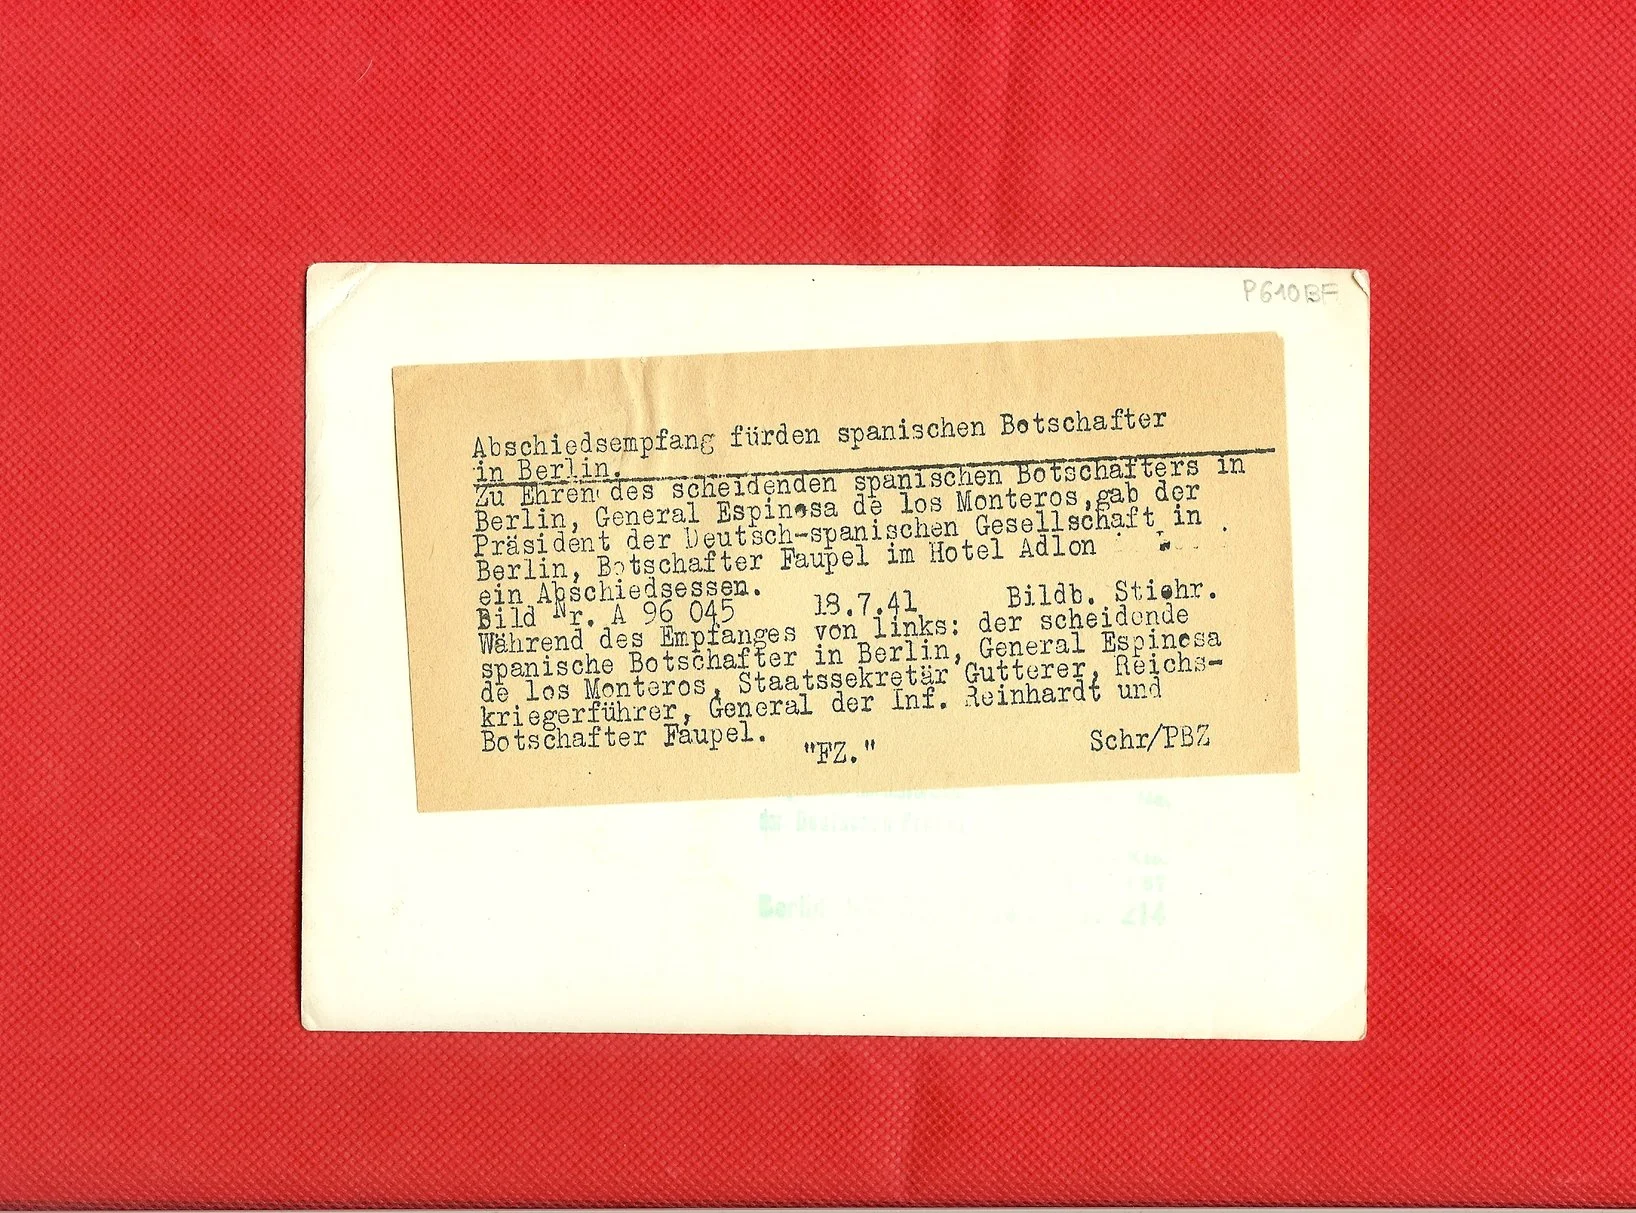 P610BF
Abschiedsempfang fürden spanischen Botschafter
in Berlin.
Zu Ehren des scheidenden spanischen Botschafters in
Berlin, General Espinosa de los Monteros,gab der
Präsident der Deutsch-spanischen Gesellschaft in
Berlin, Botschafter Faupel im Hotel Adlon
ein Abschiedsessen.
Bild Nr. A 96 045 18.7.41 Bildb. Stiehr.
Während des Empfanges von links: der scheidende
spanische Botschafter in Berlin, General Espinosa
de los Monteros, Staatssekretär Gutterer, Reichs-
kriegerführer, General der Inf. Reinhardt und
Botschafter Faupel.
"FZ." Schr/PBZ
214